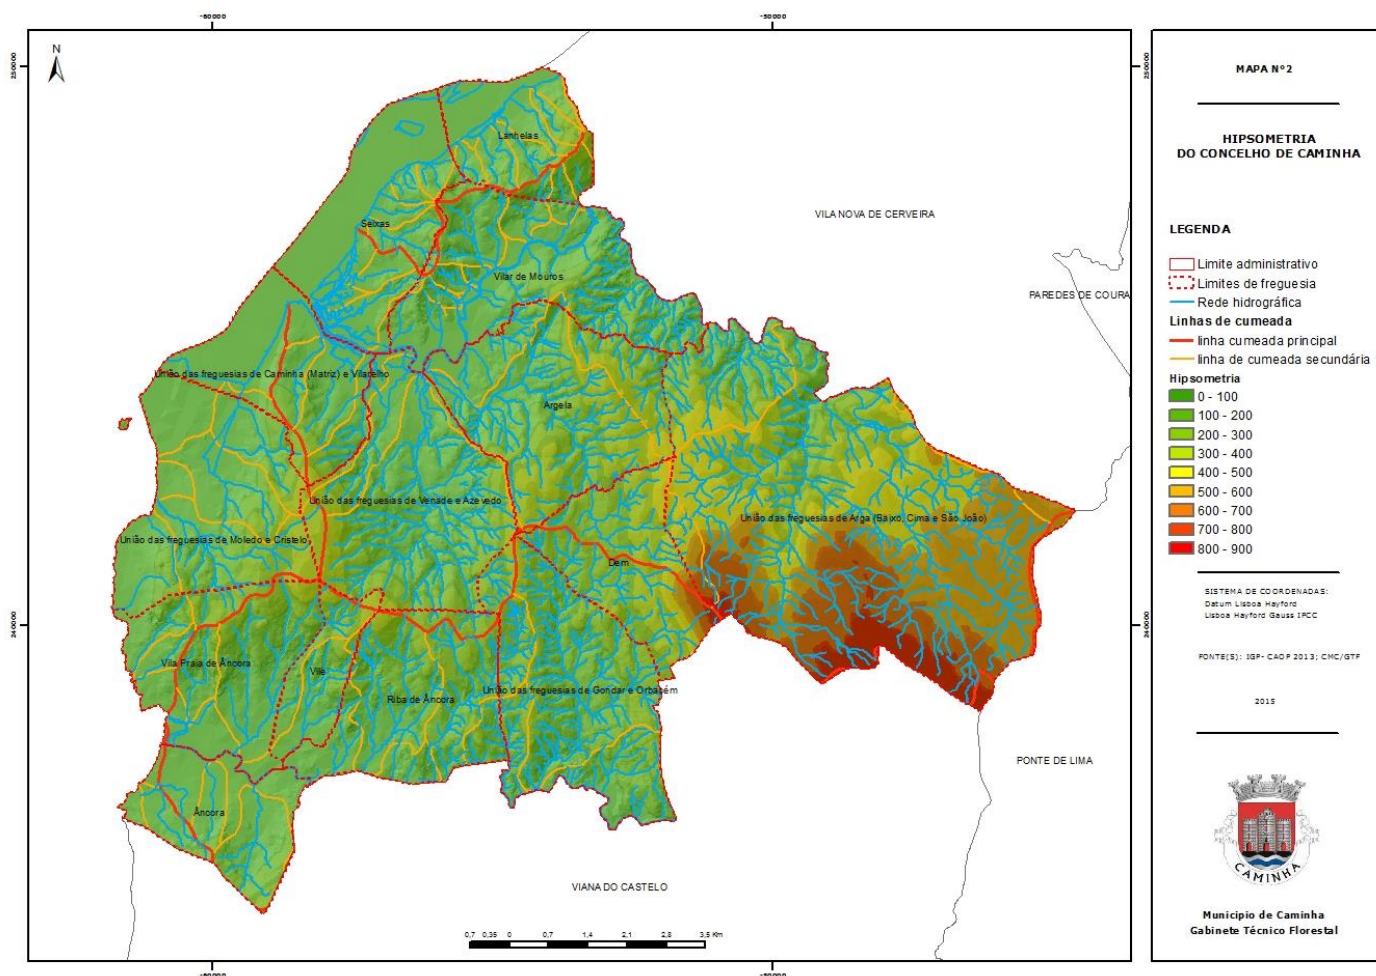 -60000
-50000
250000
250000
N
Lanhelas
Seixas
VILA NOVA DE CERVEIRA
Vilar de Mouros
PAREDES DE COURA
União das freguesias de Caminha (Matriz) e Vilarelho
Argela
União das freguesias de Venade e Azevedo
União das freguesias de Arga (Baixo, Cima e São João)
União das freguesias de Moledo e Cristelo
Dem
240000
240000
Vila Praia de Âncora
Vile
Riba de Âncora
União das freguesias de Gondar e Orbacém
PONTE DE LIMA
Âncora
VIANA DO CASTELO
0,7 0,35 0 0,7 1,4 2,1 2,8 3,5 Km
-60000
-50000
MAPA Nº2
HIPSOMETRIA
DO CONCELHO DE CAMINHA
LEGENDA
Limite administrativo
Limites de freguesia
Rede hidrográfica
Linhas de cumeada
linha cumeada principal
linha de cumeada secundária
Hipsometria
0 - 100
100 - 200
200 - 300
300 - 400
400 - 500
500 - 600
600 - 700
700 - 800
800 - 900
SISTEMA DE COORDENADAS:
Datum Lisboa Hayford
Lisboa Hayford Gauss IPCC
FONTE(S): IGP- CAOP 2013; CMC/GTF
2015
CAMINHA
Municipio de Caminha
Gabinete Técnico Florestal